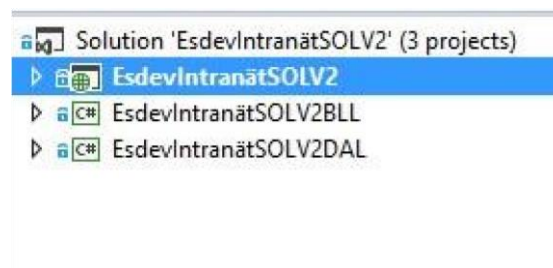 Solution 'EsdevIntranätSOLV2' (3 projects)
EsdevIntranätSOLV2
C# EsdevIntranätSOLV2BLL
C# EsdevIntranätSOLV2DAL